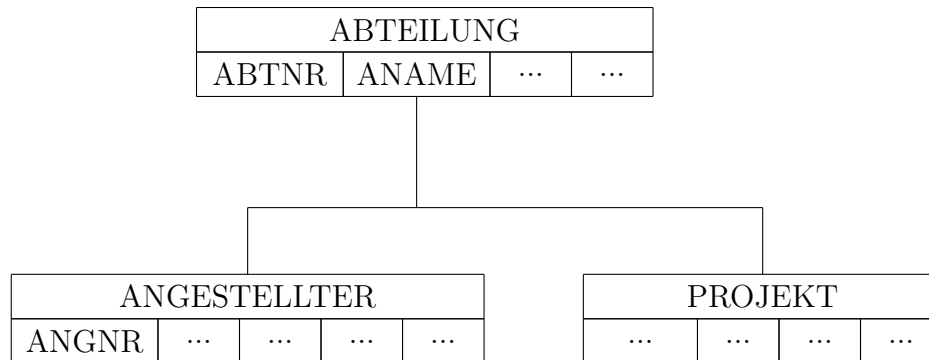 ABTEILUNG
ABTNR ANAME ... ...
ANGESTELLTER
ANGNR ... ... ... ...
PROJEKT
... ... ... ...